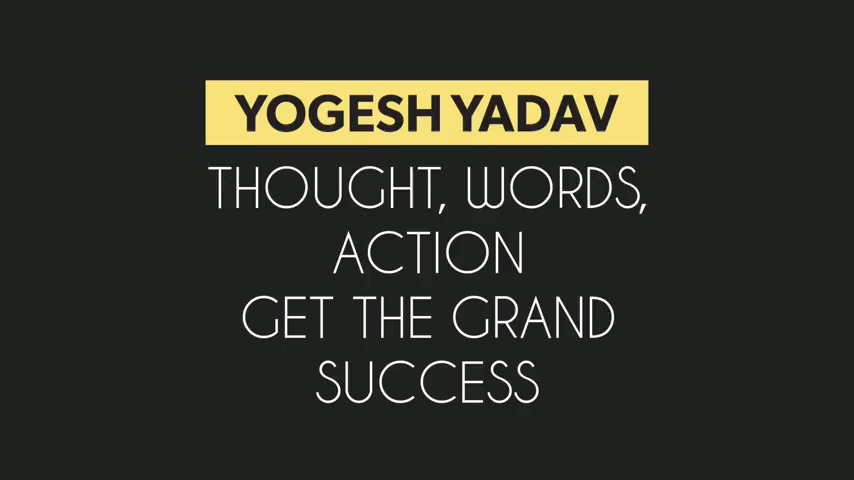 YOGESH YADAV
THOUGHT, WORDS,
ACTION
GET THE GRAND
SUCCESS